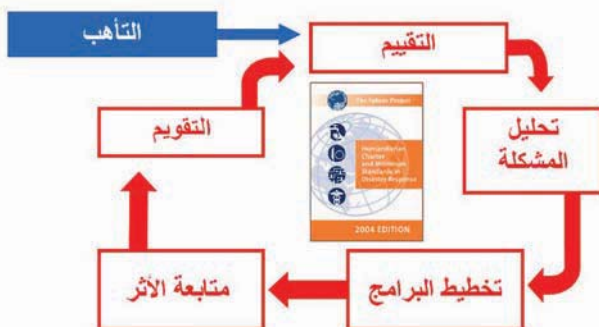 التأهب
التقييم
تحليل
المشكلة
تخطيط البرامج
متابعة الأثر
التقويم
The Sphere Project
Humanitarian
Charter
and Minimum
Standards in
Disaster Response
2004 EDITION